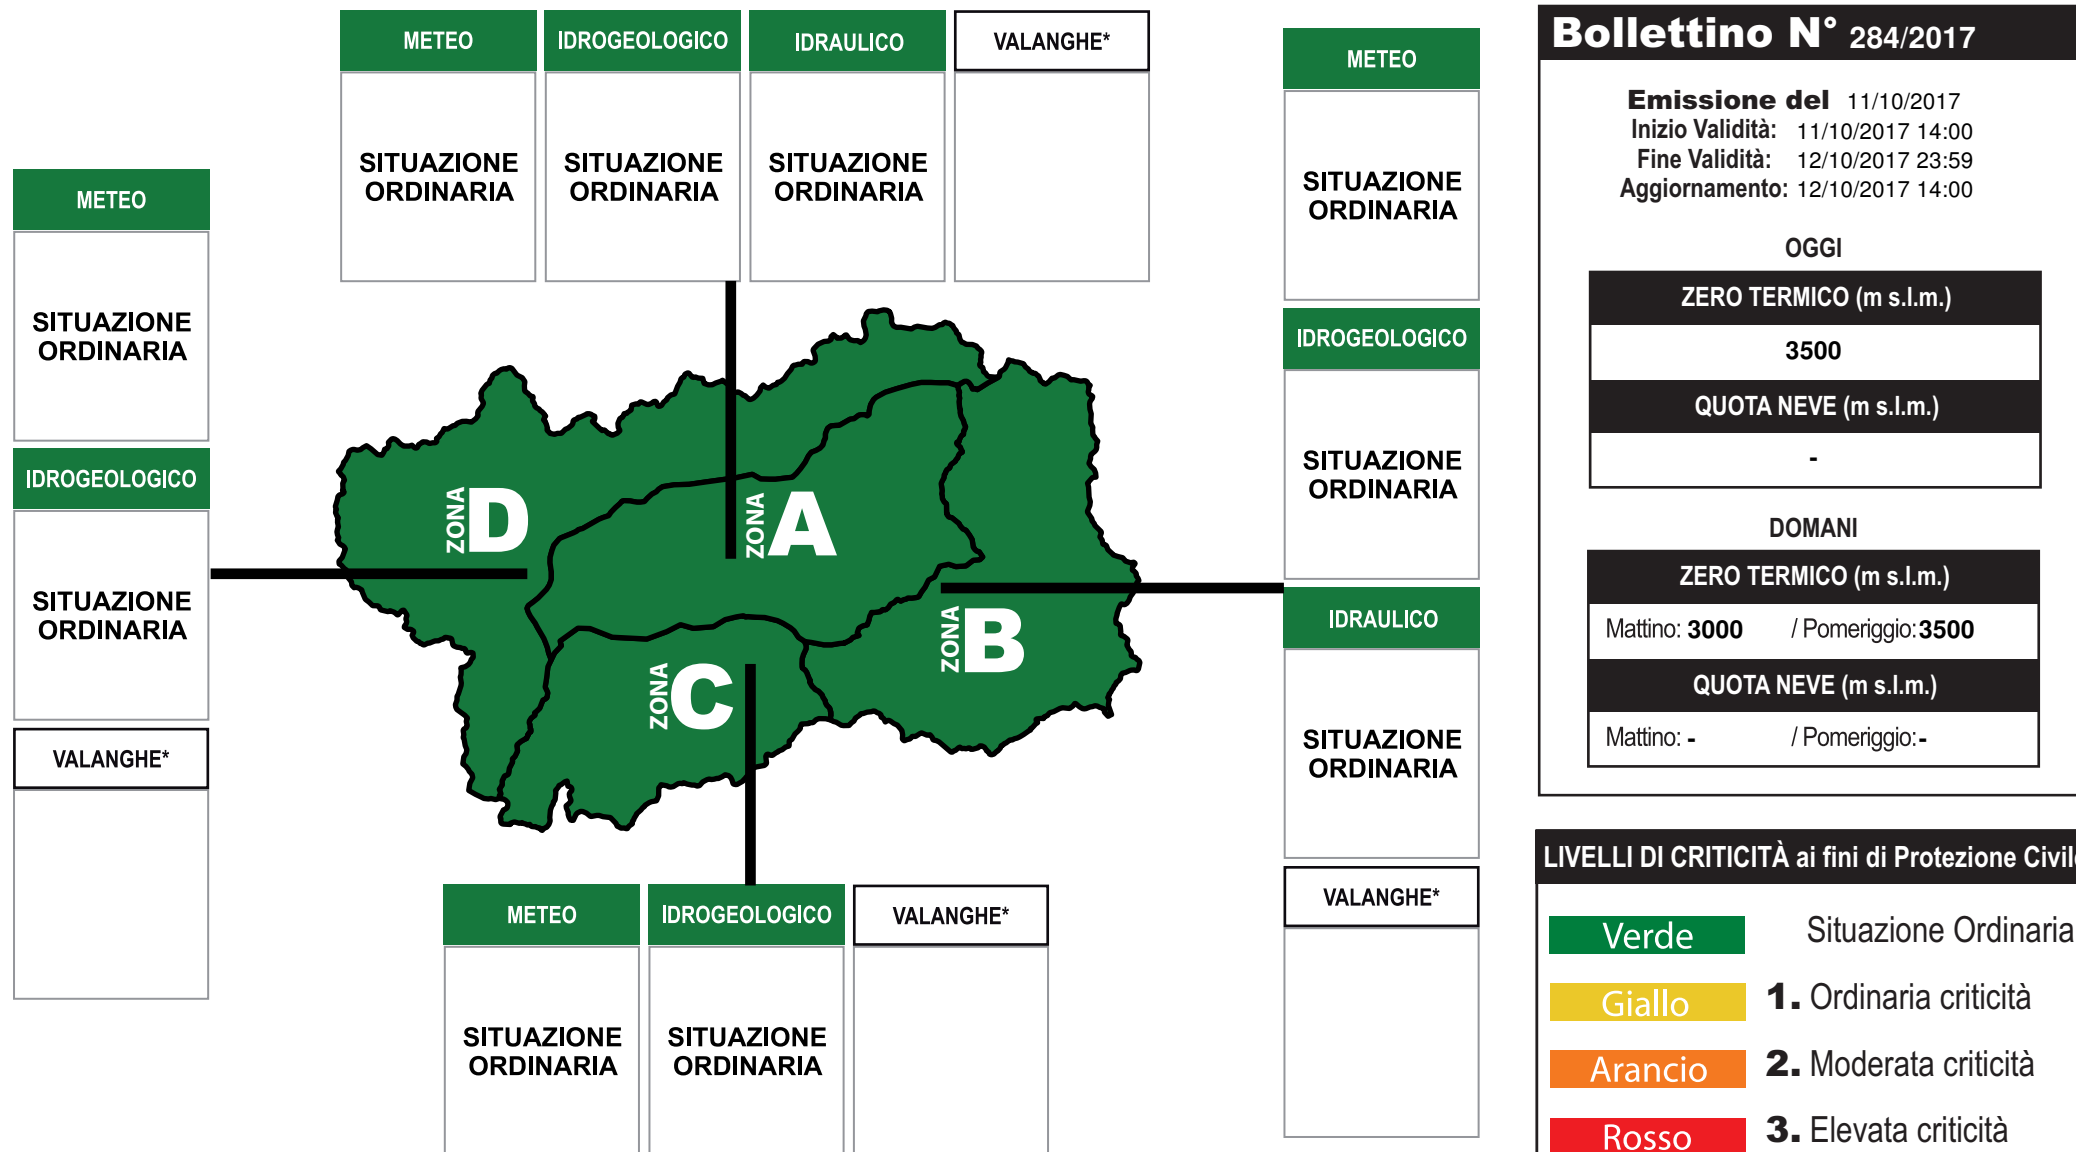 METEO IDROGEOLOGICO IDRAULICO VALANGHE*
SITUAZIONE ORDINARIA SITUAZIONE ORDINARIA SITUAZIONE ORDINARIA
METEO
SITUAZIONE
ORDINARIA
IDROGEOLOGICO
SITUAZIONE
ORDINARIA
VALANGHE*
ZONA D
ZONA A
ZONA B
ZONA C
METEO
SITUAZIONE
ORDINARIA
IDROGEOLOGICO
SITUAZIONE
ORDINARIA
IDRAULICO
SITUAZIONE
ORDINARIA
VALANGHE*
METEO IDROGEOLOGICO VALANGHE*
SITUAZIONE ORDINARIA SITUAZIONE ORDINARIA
Bollettino N° 284/2017
Emissione del 11/10/2017
Inizio Validità: 11/10/2017 14:00
Fine Validità: 12/10/2017 23:59
Aggiornamento: 12/10/2017 14:00
OGGI
ZERO TERMICO (m s.l.m.)
3500
QUOTA NEVE (m s.l.m.)
-
DOMANI
ZERO TERMICO (m s.l.m.)
Mattino: 3000 / Pomeriggio: 3500
QUOTA NEVE (m s.l.m.)
Mattino: - / Pomeriggio: -
LIVELLI DI CRITICITÀ ai fini di Protezione Civil
Verde Situazione Ordinaria
Giallo 1. Ordinaria criticità
Arancio 2. Moderata criticità
Rosso 3. Elevata criticità